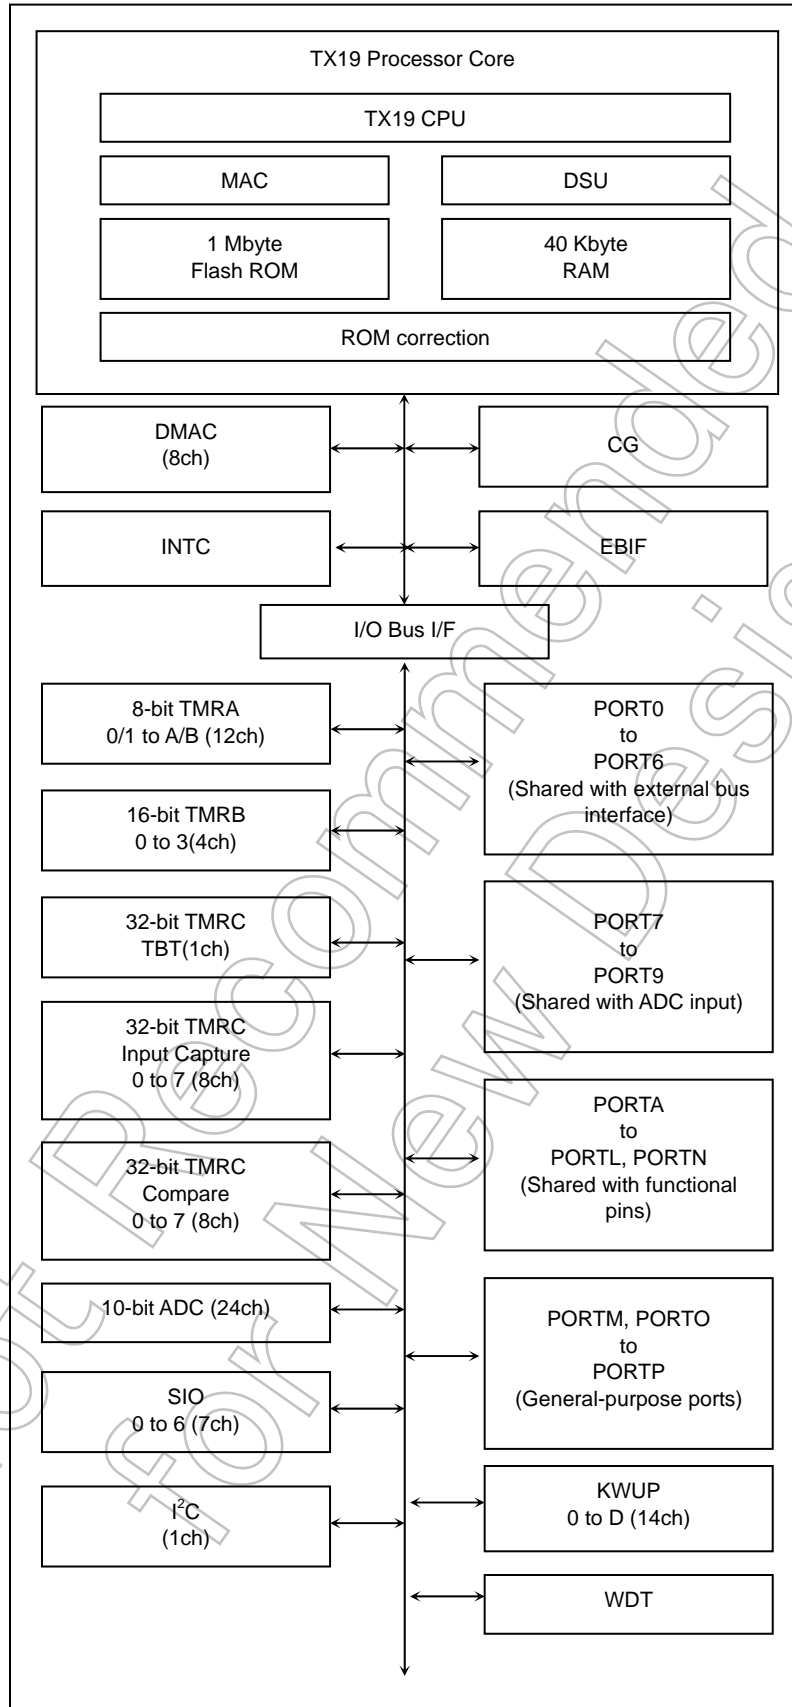 TX19 Processor Core
TX19 CPU
MAC
DSU
1 Mbyte
Flash ROM
40 Kbyte
RAM
ROM correction
DMAC
(8ch)
CG
INTC
EBIF
I/O Bus I/F
8-bit TMRA
0/1 to A/B (12ch)
16-bit TMRB
0 to 3(4ch)
32-bit TMRC
TBT(1ch)
32-bit TMRC
Input Capture
0 to 7 (8ch)
32-bit TMRC
Compare
0 to 7 (8ch)
10-bit ADC (24ch)
SIO
0 to 6 (7ch)
I²C
(1ch)
PORT0
to
PORT6
(Shared with external bus
interface)
PORT7
to
PORT9
(Shared with ADC input)
PORTA
to
PORTL, PORTN
(Shared with functional
pins)
PORTM, PORTO
to
PORTP
(General-purpose ports)
KWUP
0 to D (14ch)
WDT
Not Recommended
for New Desi